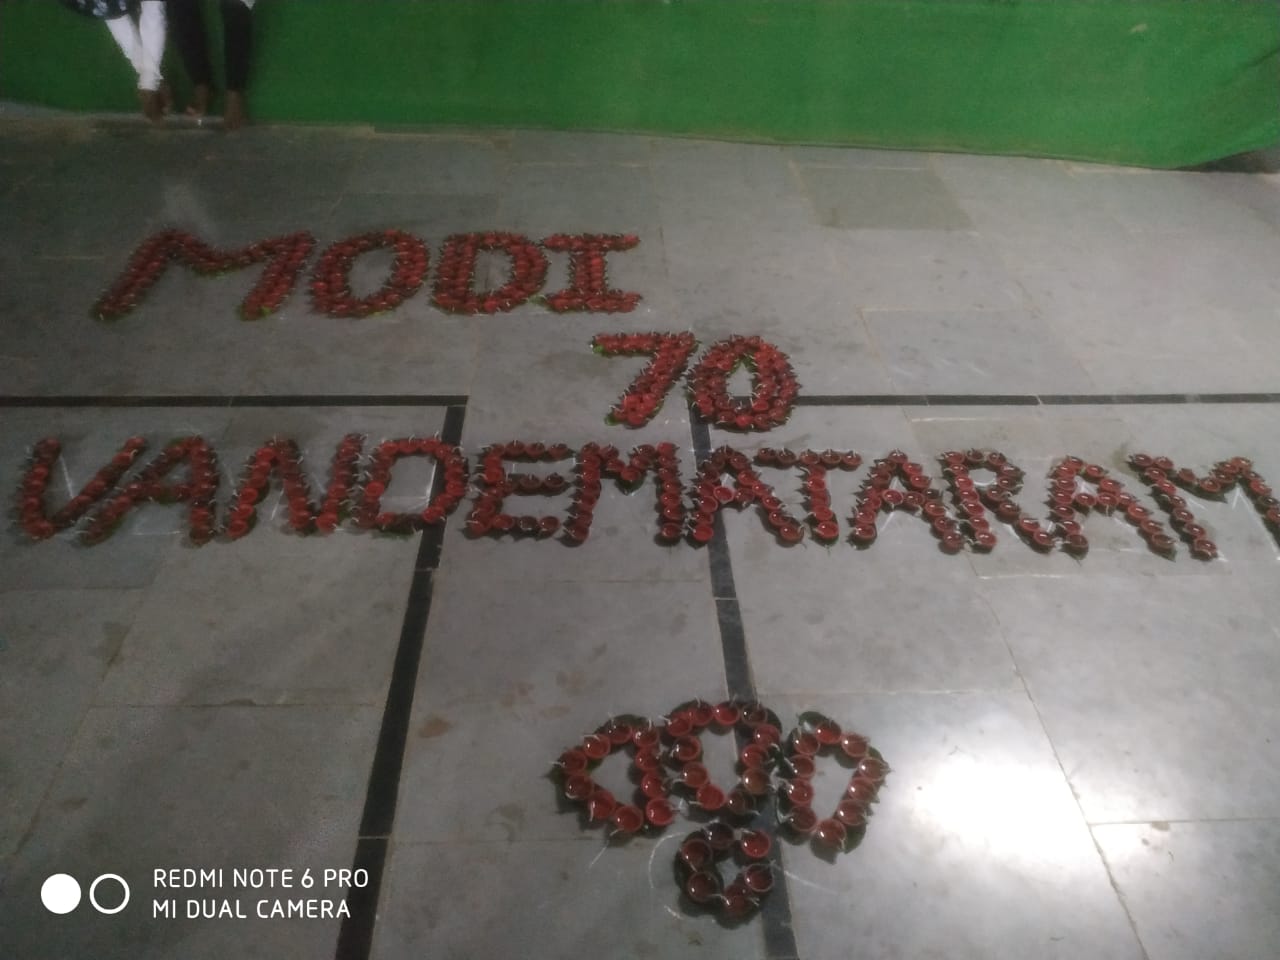 MODI
70
VANDEMATARAM
REDMI NOTE 6 PRO
MI DUAL CAMERA